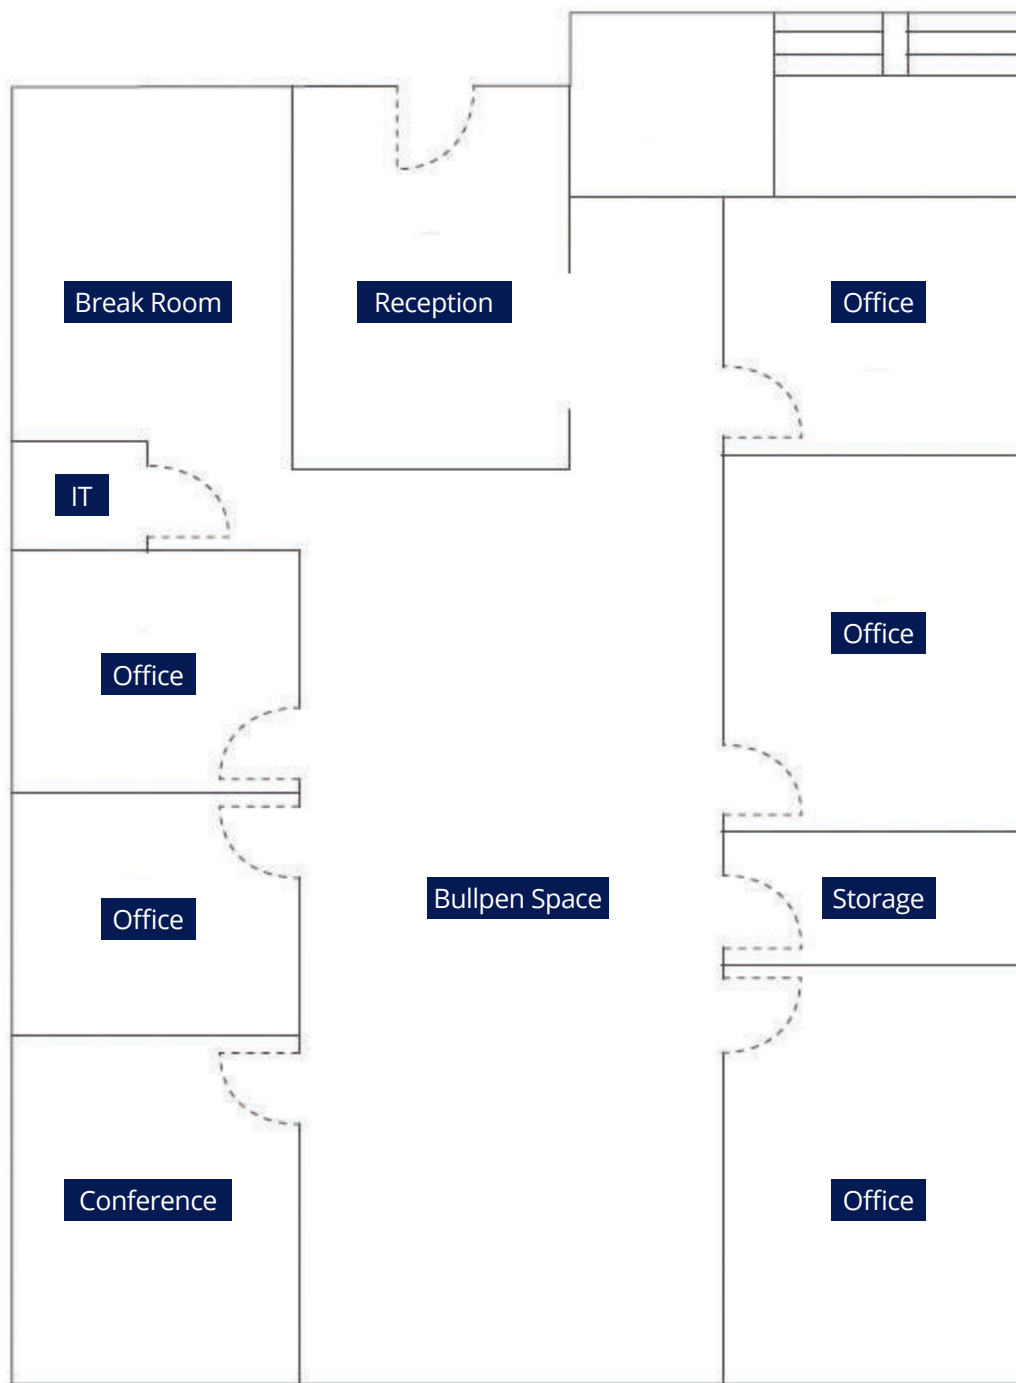 Break Room
Reception
Office
IT
Office
Office
Office
Bullpen Space
Storage
Conference
Office